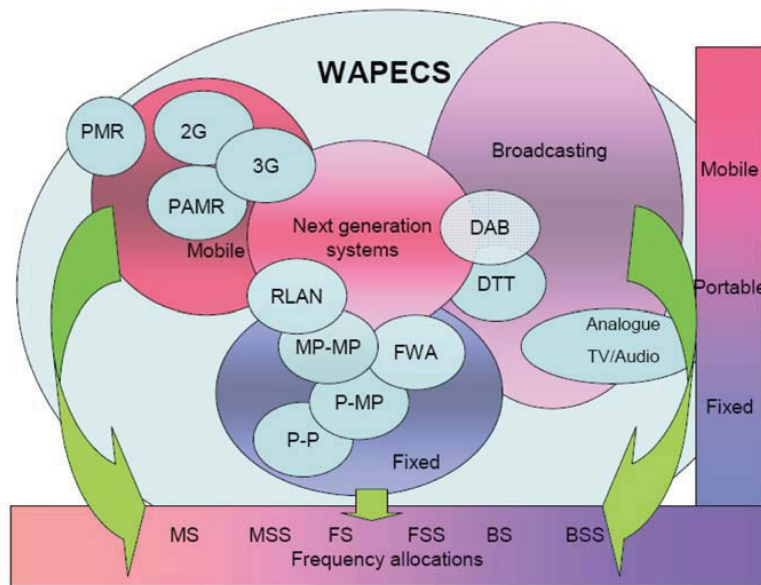 WAPECS
PMR
2G
3G
PAMR
Mobile
Next generation
systems
Broadcasting
DAB
DTT
RLAN
MP-MP
FWA
P-MP
P-P
Fixed
Analogue
TV/Audio
Mobile
Portable
Fixed
MS MSS FS FSS BS BSS
Frequency allocations